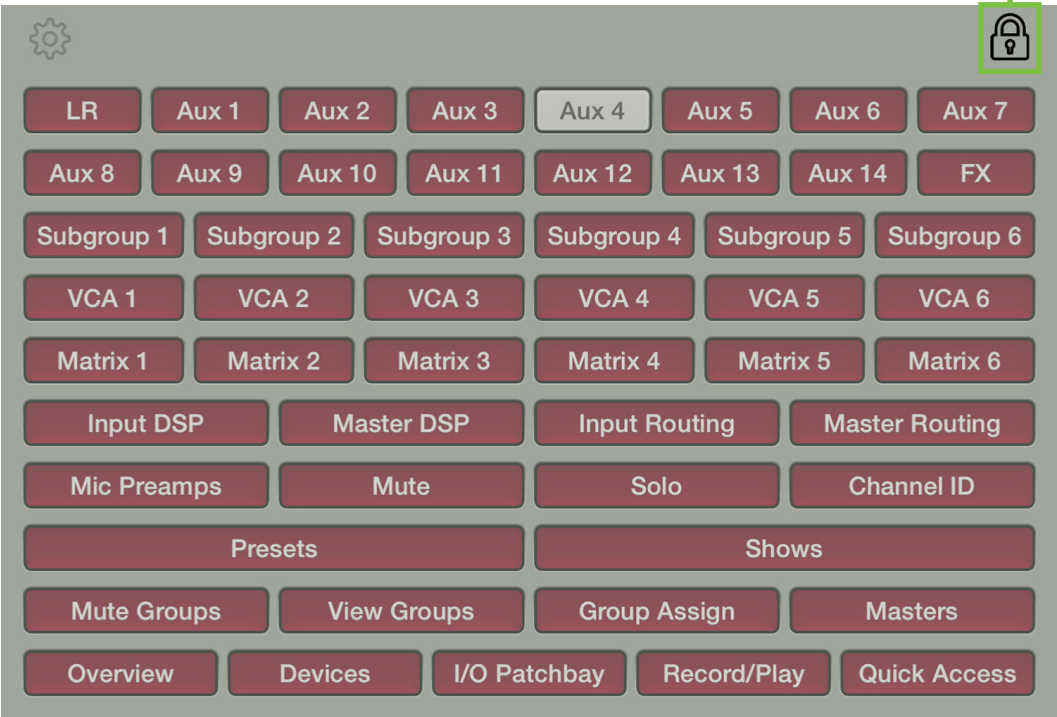 LR Aux 1 Aux 2 Aux 3 Aux 4 Aux 5 Aux 6 Aux 7
Aux 8 Aux 9 Aux 10 Aux 11 Aux 12 Aux 13 Aux 14 FX
Subgroup 1 Subgroup 2 Subgroup 3 Subgroup 4 Subgroup 5 Subgroup 6
VCA 1 VCA 2 VCA 3 VCA 4 VCA 5 VCA 6
Matrix 1 Matrix 2 Matrix 3 Matrix 4 Matrix 5 Matrix 6
Input DSP Master DSP Input Routing Master Routing
Mic Preamps Mute Solo Channel ID
Presets Shows
Mute Groups View Groups Group Assign Masters
Overview Devices I/O Patchbay Record/Play Quick Access